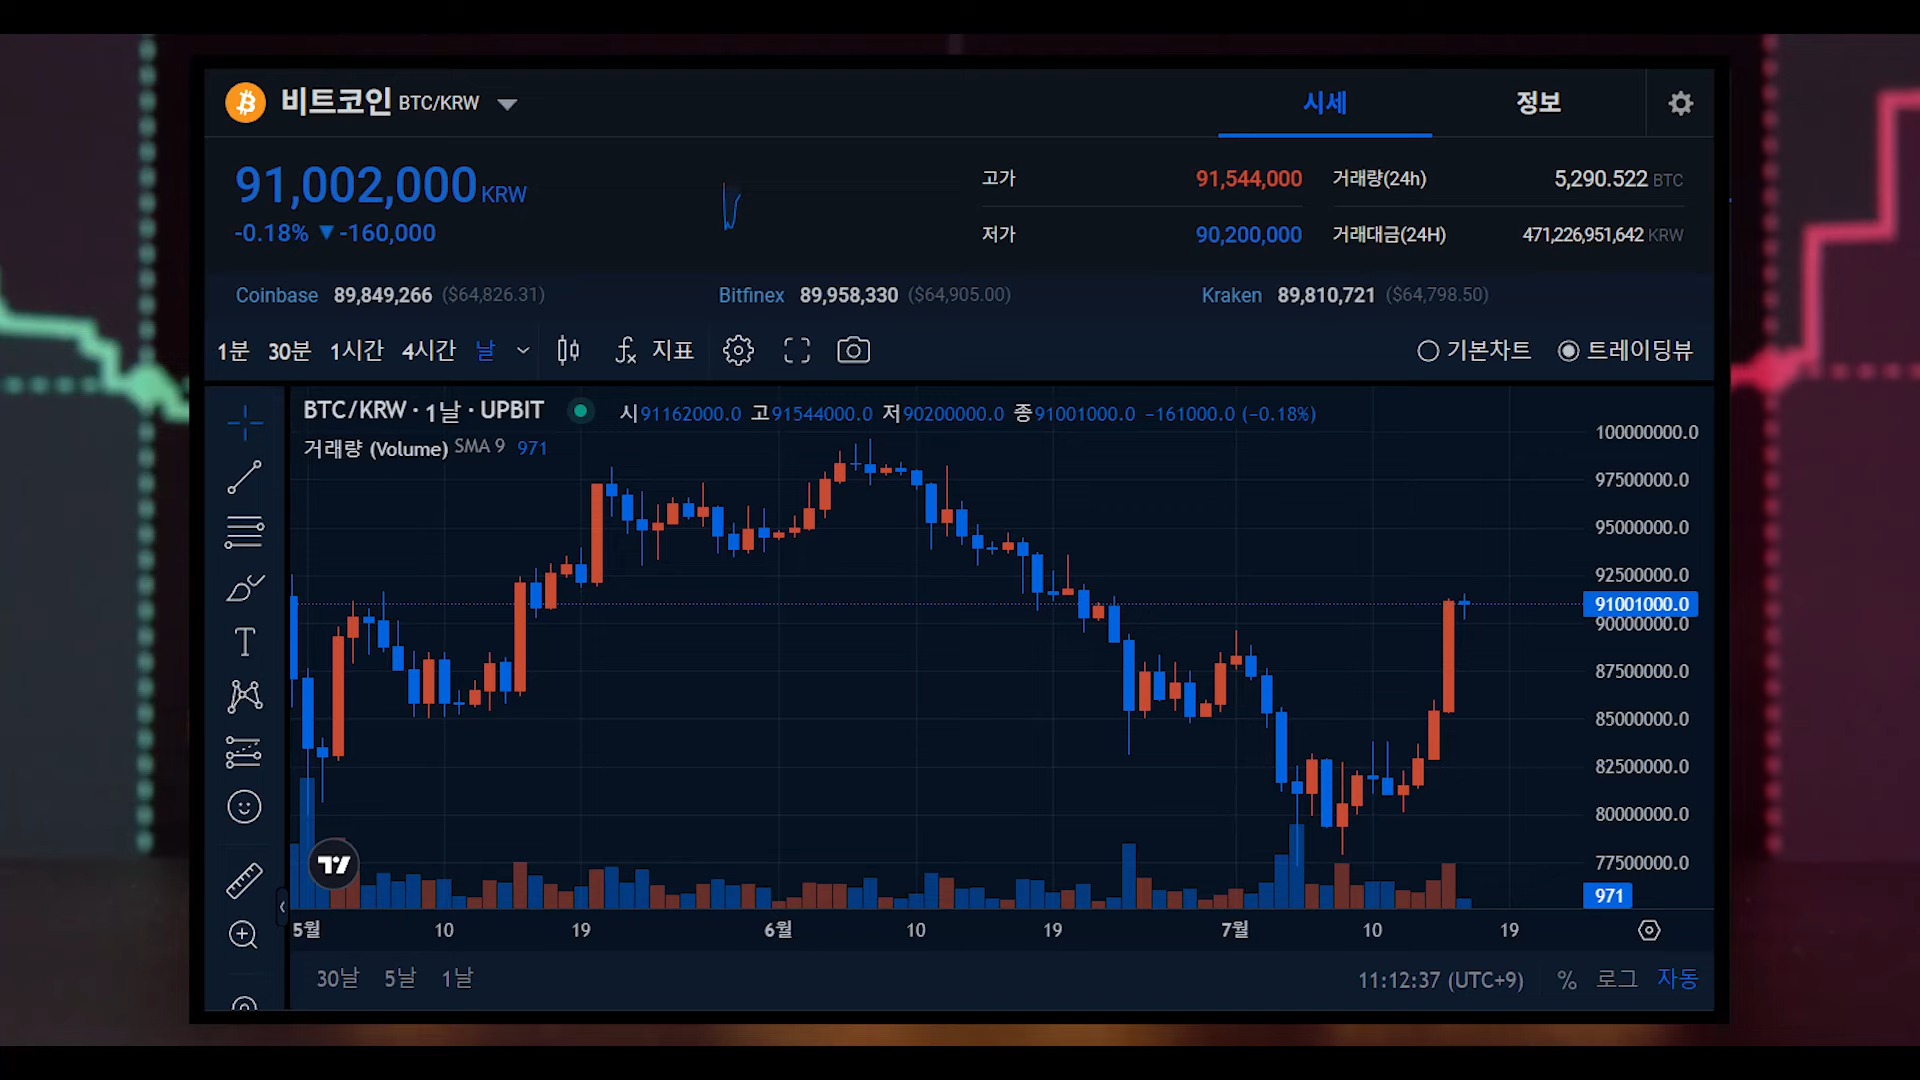 비트코인 BTC/KRW
시세 정보
91,002,000 KRW
-0.18% ▼ -160,000
고가 91,544,000 거래량(24h) 5,290.522 BTC
저가 90,200,000 거래대금(24H) 471,226,951,642 KRW
Coinbase 89,849,266 ($64,826.31) Bitfinex 89,958,330 ($64,905.00) Kraken 89,810,721 ($64,798.50)
1분 30분 1시간 4시간 날 지표 기본차트 트레이딩뷰
BTC/KRW · 1날 · UPBIT 시91162000.0 고91544000.0 저90200000.0 종91001000.0 -161000.0 (-0.18%)
거래량 (Volume) SMA 9 971
100000000.0
97500000.0
95000000.0
92500000.0
91001000.0
90000000.0
87500000.0
85000000.0
82500000.0
80000000.0
77500000.0
971
5월 10 19 6월 10 19 7월 10 19
30날 5날 1날 11:12:37 (UTC+9) % 로그 자동